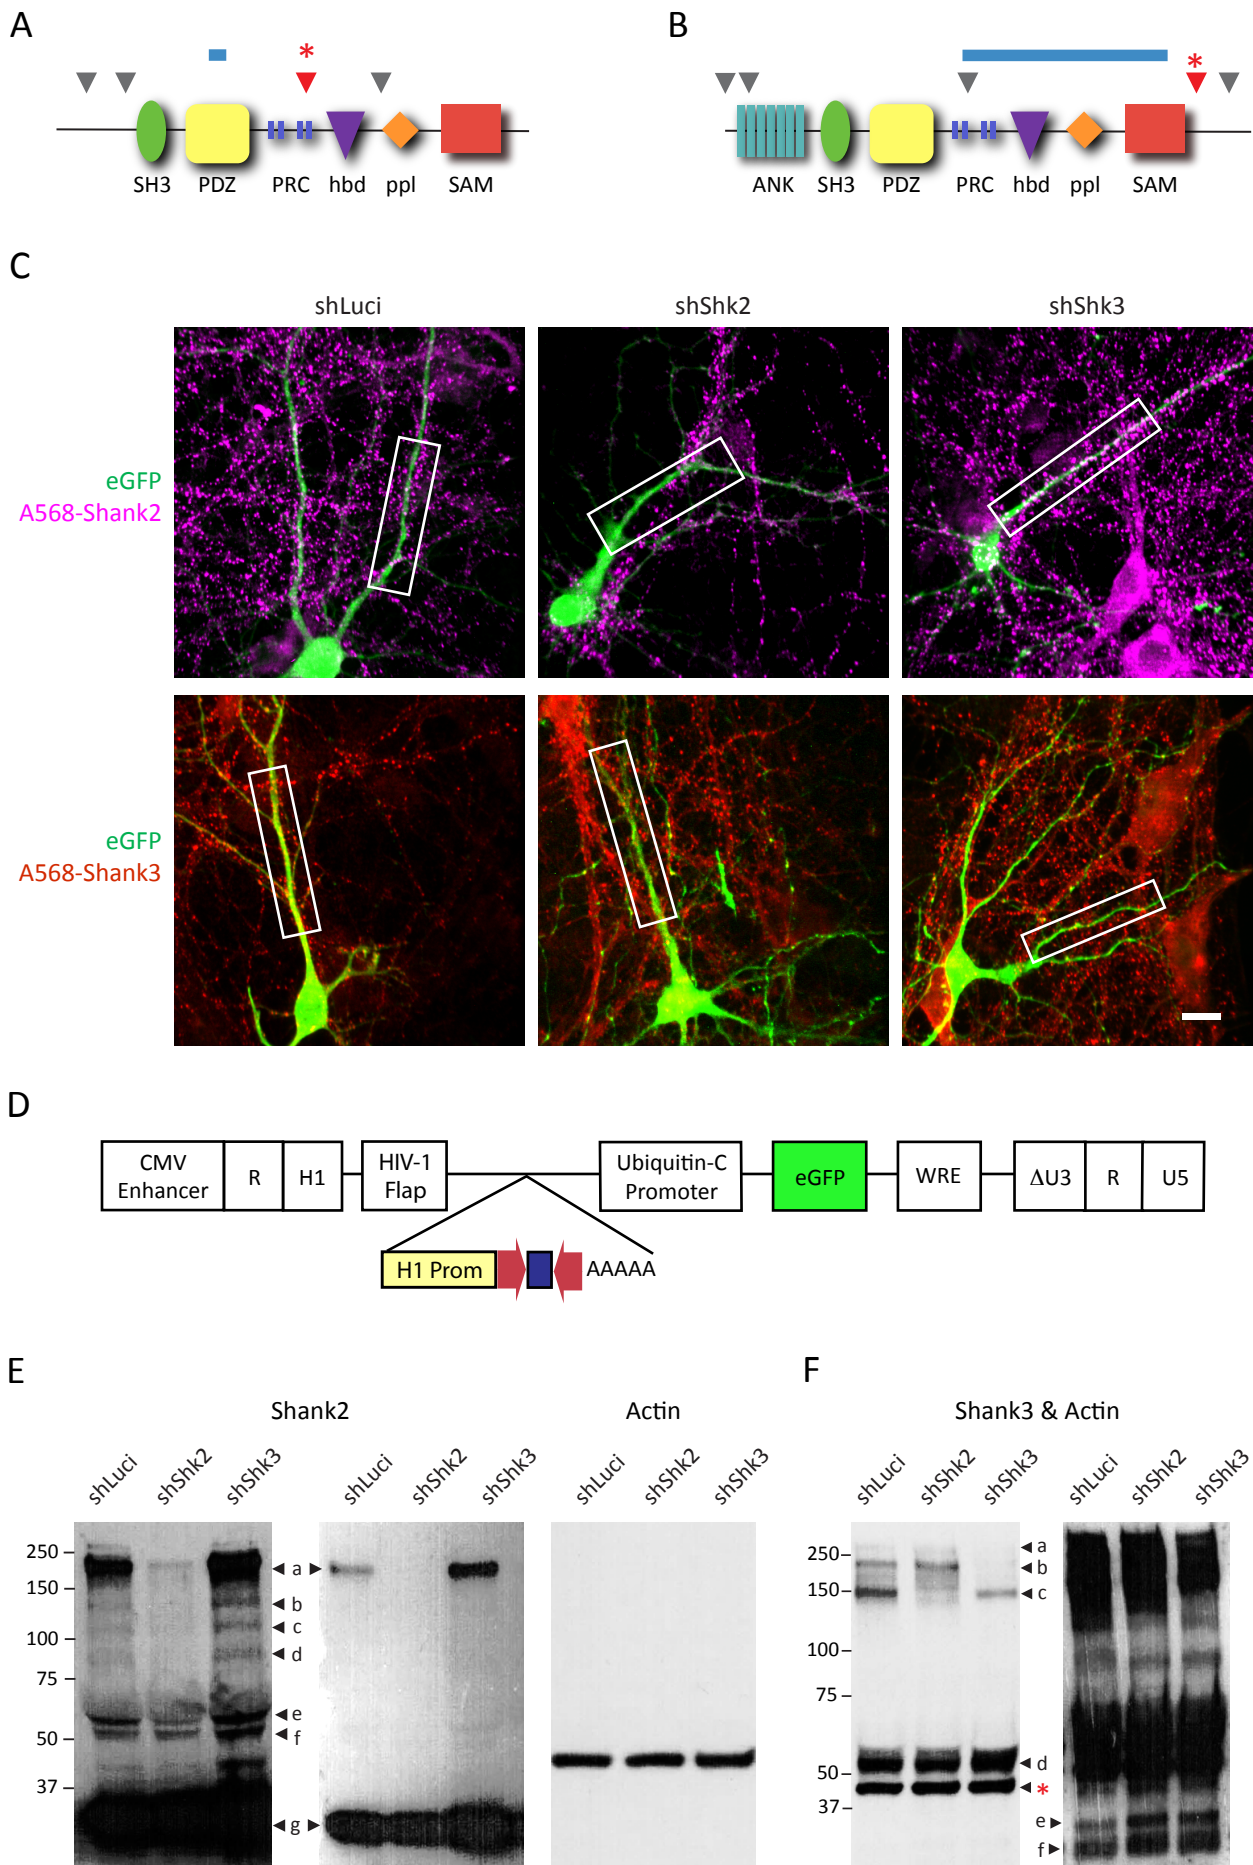 A
B
*
*
SH3 PDZ PRC hbd ppl SAM
ANK SH3 PDZ PRC hbd ppl SAM
C
shLuci shShk2 shShk3
eGFP
A568-Shank2
eGFP
A568-Shank3
D
CMV Enhancer R H1 HIV-1 Flap Ubiquitin-C Promoter eGFP WRE ΔU3 R U5
H1 Prom AAAAA
E
F
Shank2 Actin Shank3 & Actin
shLuci shShk2 shShk3 shLuci shShk2 shShk3 shLuci shShk2 shShk3 shLuci shShk2 shShk3 shLuci shShk2 shShk3
250
150
100
75
50
37
a
b
c
d
e
f
g
250
150
100
75
50
37
a
b
c
d
*
e
f